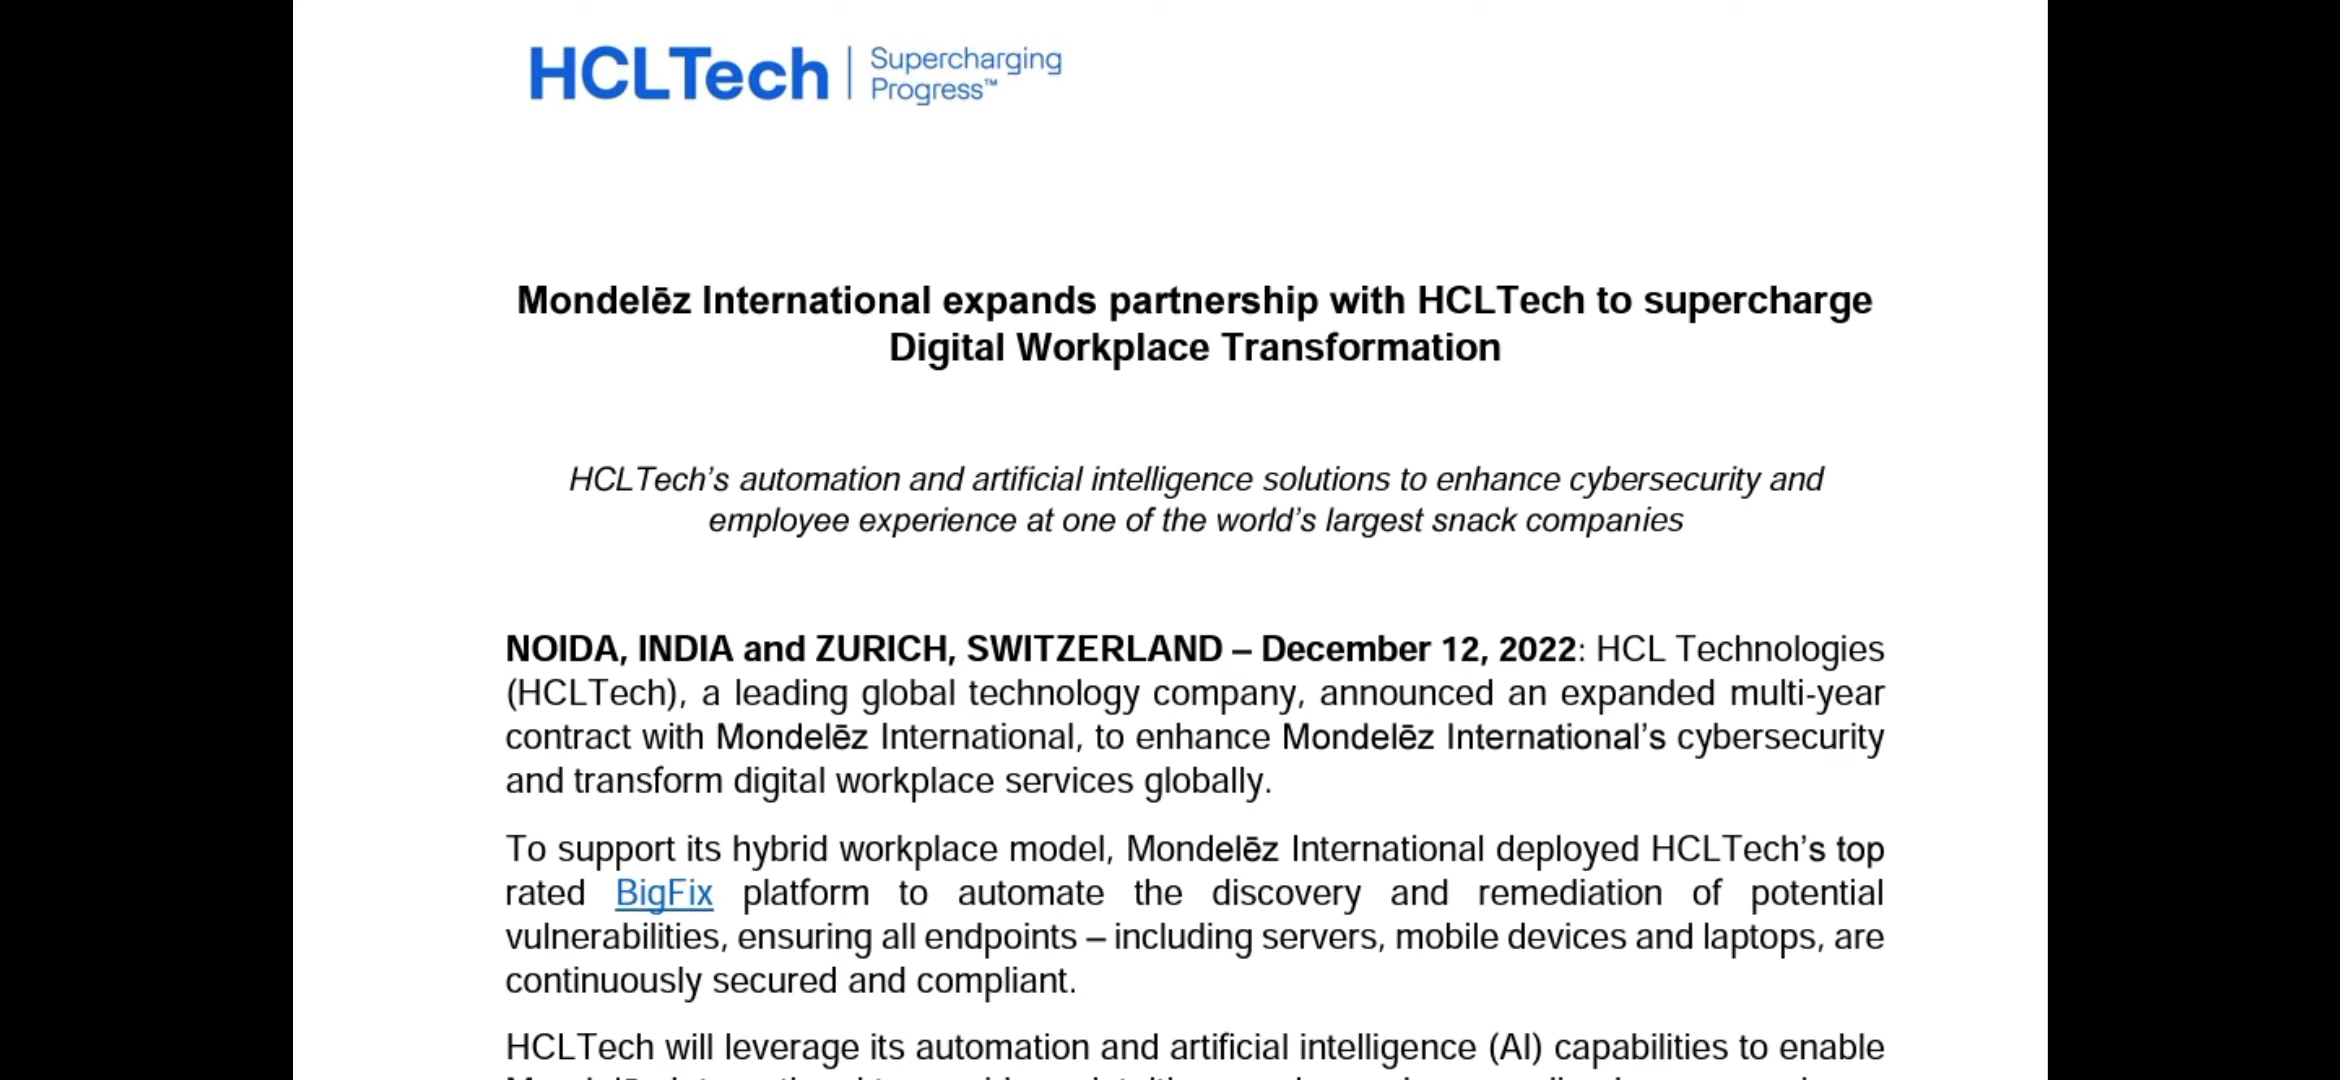 HCLTech
Supercharging
Progress™
Mondelēz International expands partnership with HCLTech to supercharge
Digital Workplace Transformation
HCLTech’s automation and artificial intelligence solutions to enhance cybersecurity and
employee experience at one of the world’s largest snack companies
NOIDA, INDIA and ZURICH, SWITZERLAND – December 12, 2022: HCL Technologies
(HCLTech), a leading global technology company, announced an expanded multi-year
contract with Mondelēz International, to enhance Mondelēz International’s cybersecurity
and transform digital workplace services globally.
To support its hybrid workplace model, Mondelēz International deployed HCLTech’s top
rated BigFix platform to automate the discovery and remediation of potential
vulnerabilities, ensuring all endpoints – including servers, mobile devices and laptops, are
continuously secured and compliant.
HCLTech will leverage its automation and artificial intelligence (AI) capabilities to enable